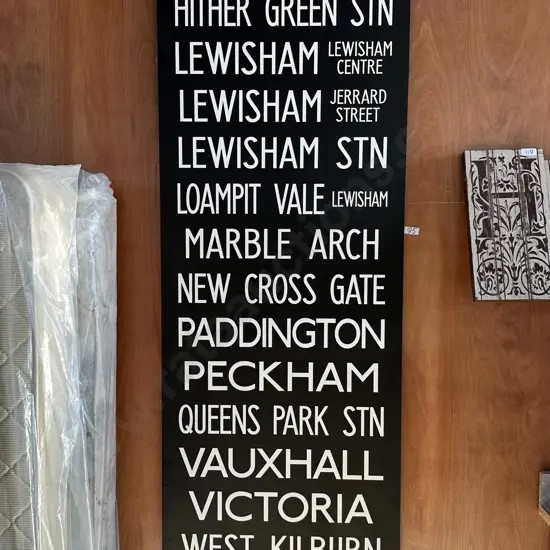 HITHER GREEN STN
LEWISHAM LEWISHAM CENTRE
LEWISHAM JERRARD STREET
LEWISHAM STN
LOAMPIT VALE LEWISHAM
MARBLE ARCH
NEW CROSS GATE
PADDINGTON
PECKHAM
QUEENS PARK STN
VAUXHALL
VICTORIA
WEST KILBURN
95
H